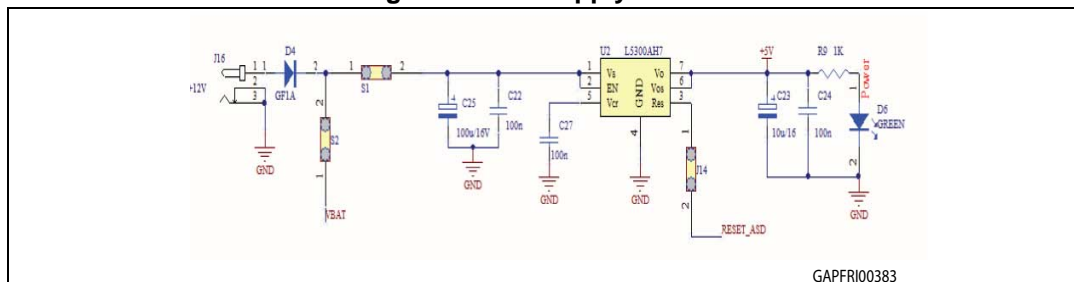 J16
+12V
1 1
2
3
D4
1
2
GF1A
GND
2
S2
1
VBAT
1
2
S1
C25
100u/16V
C22
100n
GND
C27
100n
GND
U2 L5300AH7
1
2
5
Vs
EN
Vcr
GND
4
Vo
Vos
Res
7
6
3
GND
1
J14
2
RESET_ASD
+5V
C23
10u/16
C24
100n
R9 1K
Power
1
D6
GREEN
2
GND
GAPFRI00383